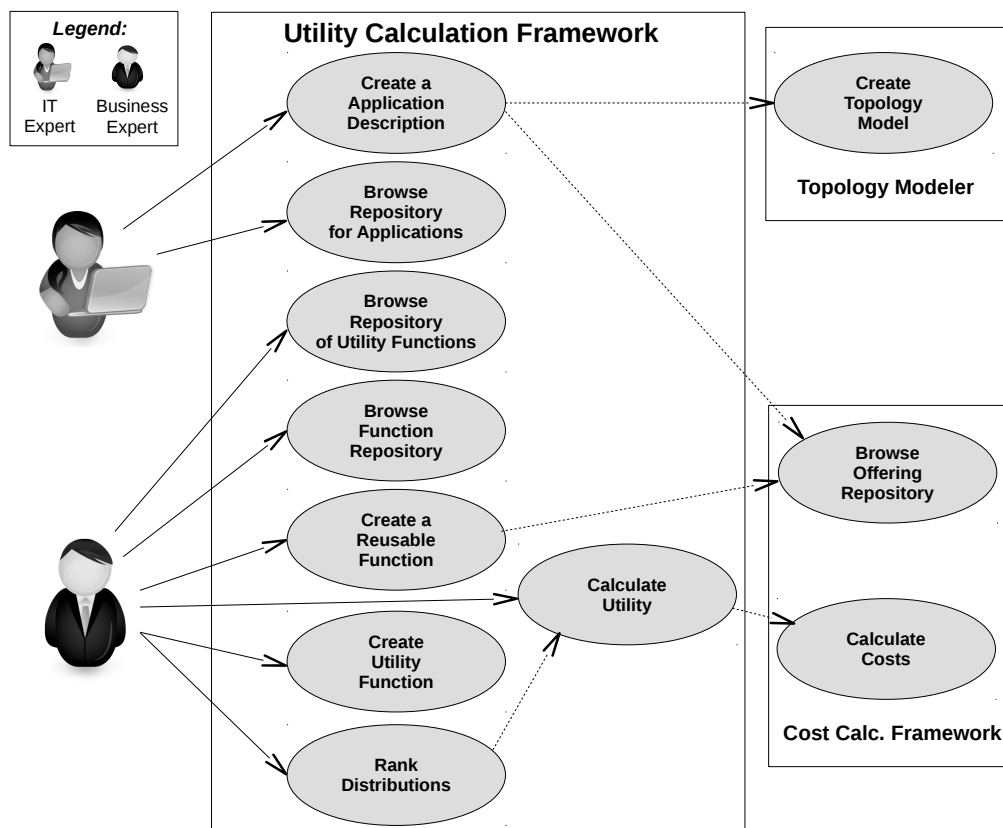 Legend:
IT
Expert
Business
Expert
Utility Calculation Framework
Create a
Application
Description
Browse
Repository
for Applications
Browse
Repository
of Utility Functions
Browse
Function
Repository
Create a
Reusable
Function
Calculate
Utility
Create
Utility
Function
Rank
Distributions
Create
Topology
Model
Topology Modeler
Browse
Offering
Repository
Calculate
Costs
Cost Calc. Framework